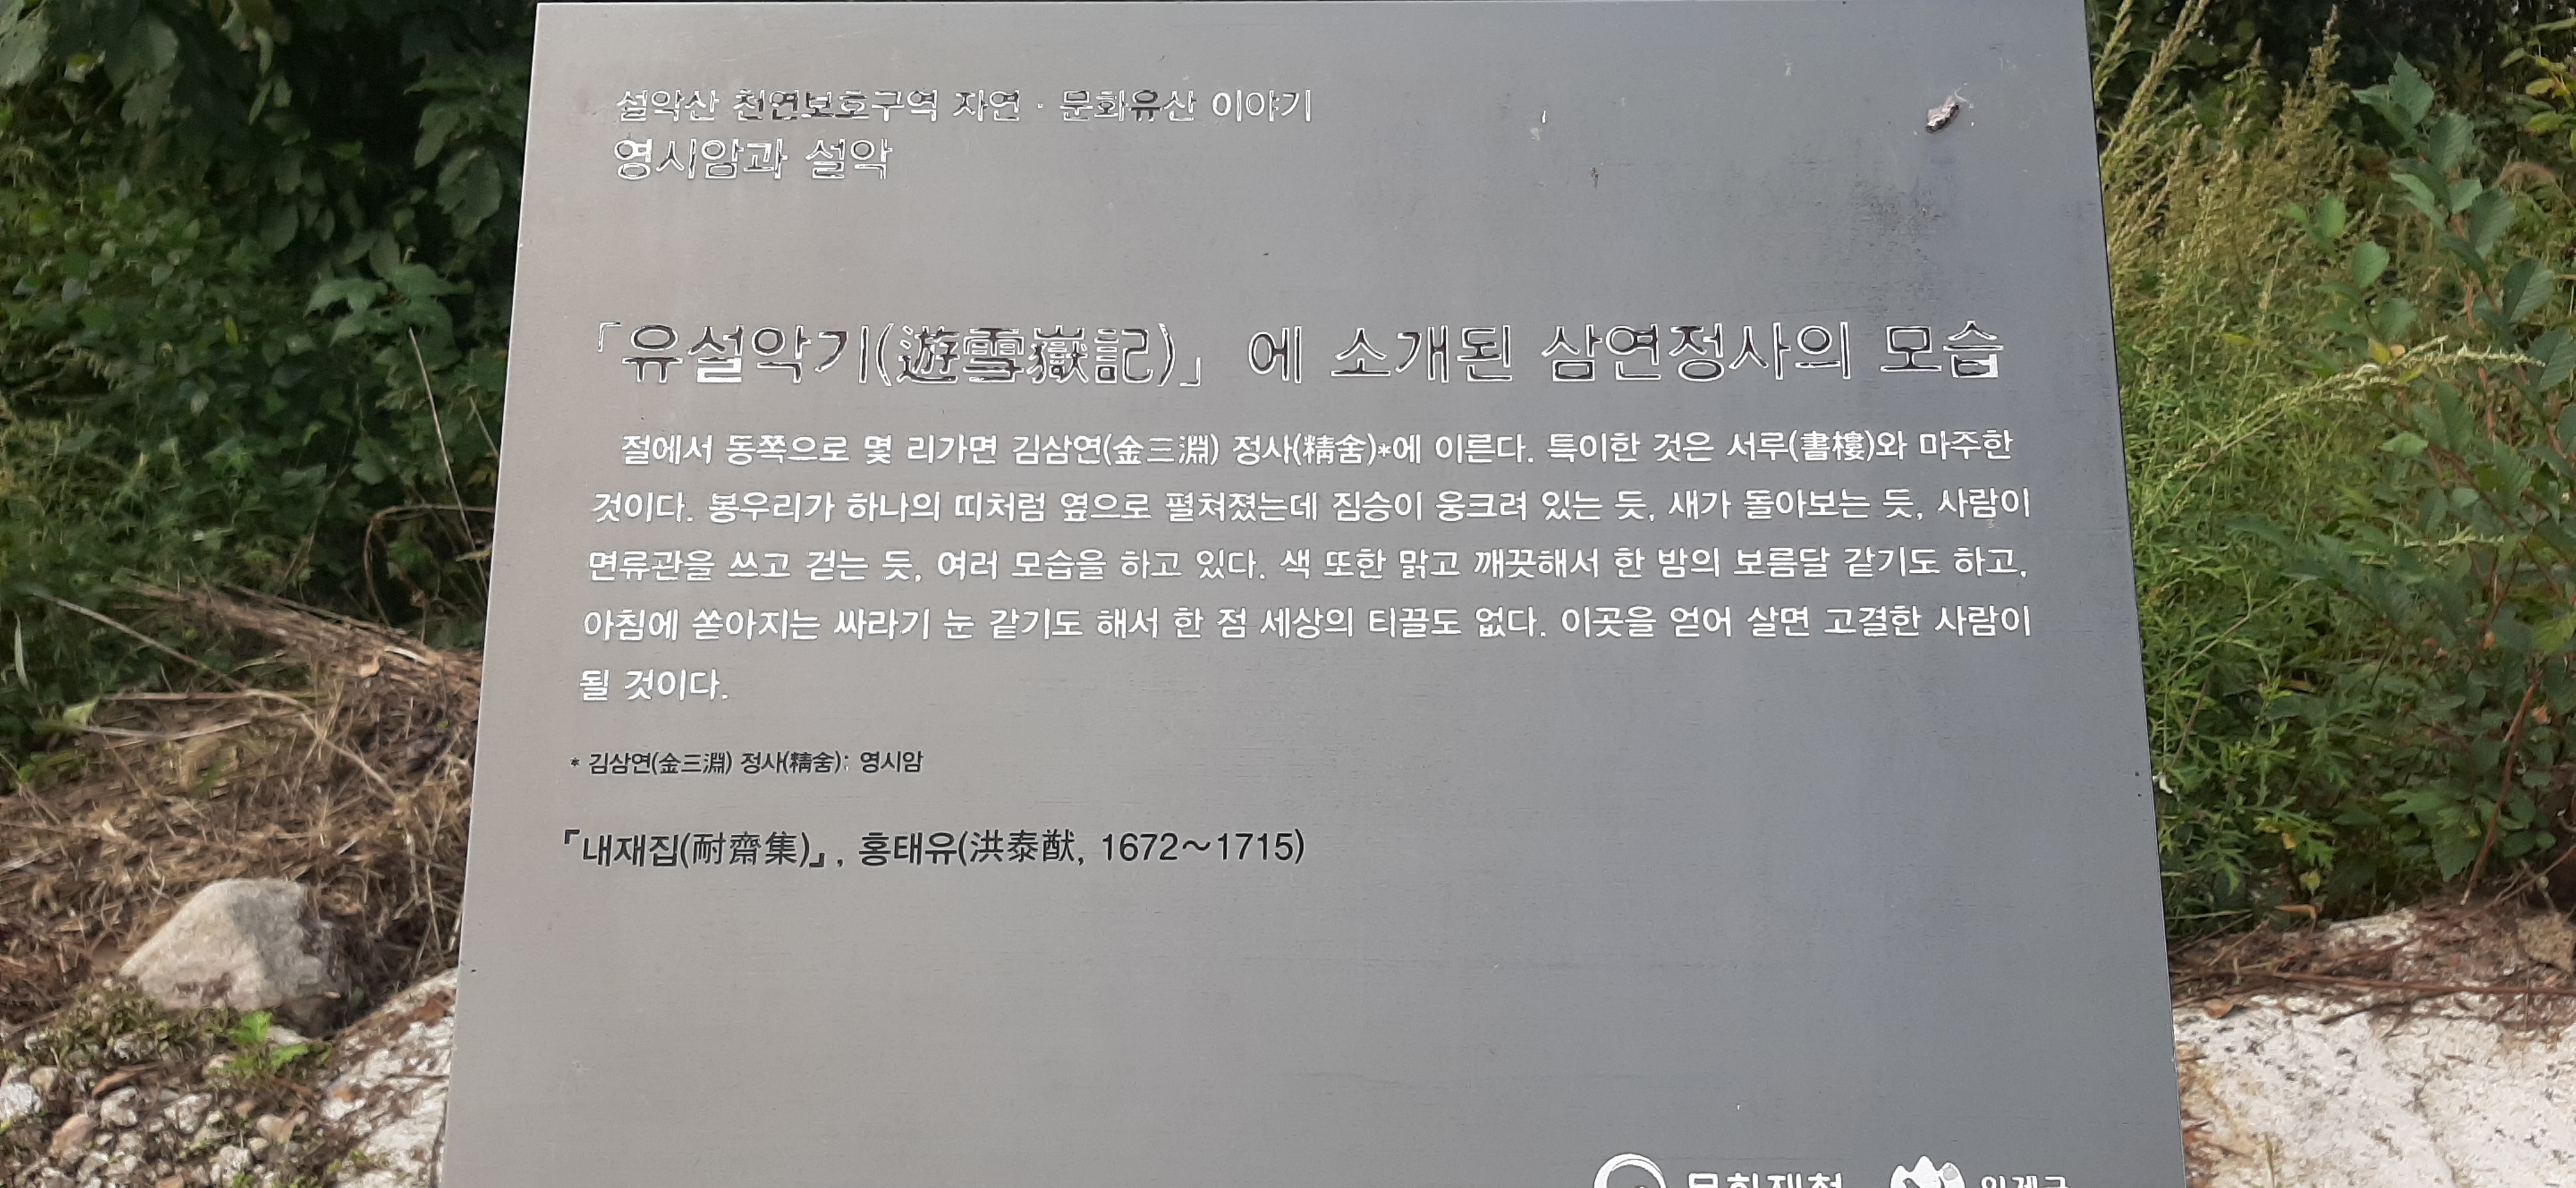 설악산 천연보호구역 자연 · 문화유산 이야기
영시암과 설악
「유설악기(遊雪嶽記)」에 소개된 삼연정사의 모습
절에서 동쪽으로 몇 리가면 김삼연(金三淵) 정사(精舍)*에 이른다. 특이한 것은 서루(書樓)와 마주한
것이다. 봉우리가 하나의 띠처럼 옆으로 펼쳐졌는데 짐승이 웅크려 있는 듯, 새가 돌아보는 듯, 사람이
면류관을 쓰고 걷는 듯, 여러 모습을 하고 있다. 색 또한 맑고 깨끗해서 한 밤의 보름달 같기도 하고,
아침에 쏟아지는 싸라기 눈 같기도 해서 한 점 세상의 티끌도 없다. 이곳을 얻어 살면 고결한 사람이
될 것이다.
* 김삼연(金三淵) 정사(精舍): 영시암
『내재집(耐齋集)』, 홍태유(洪泰猷, 1672~1715)
문화재청 인제군